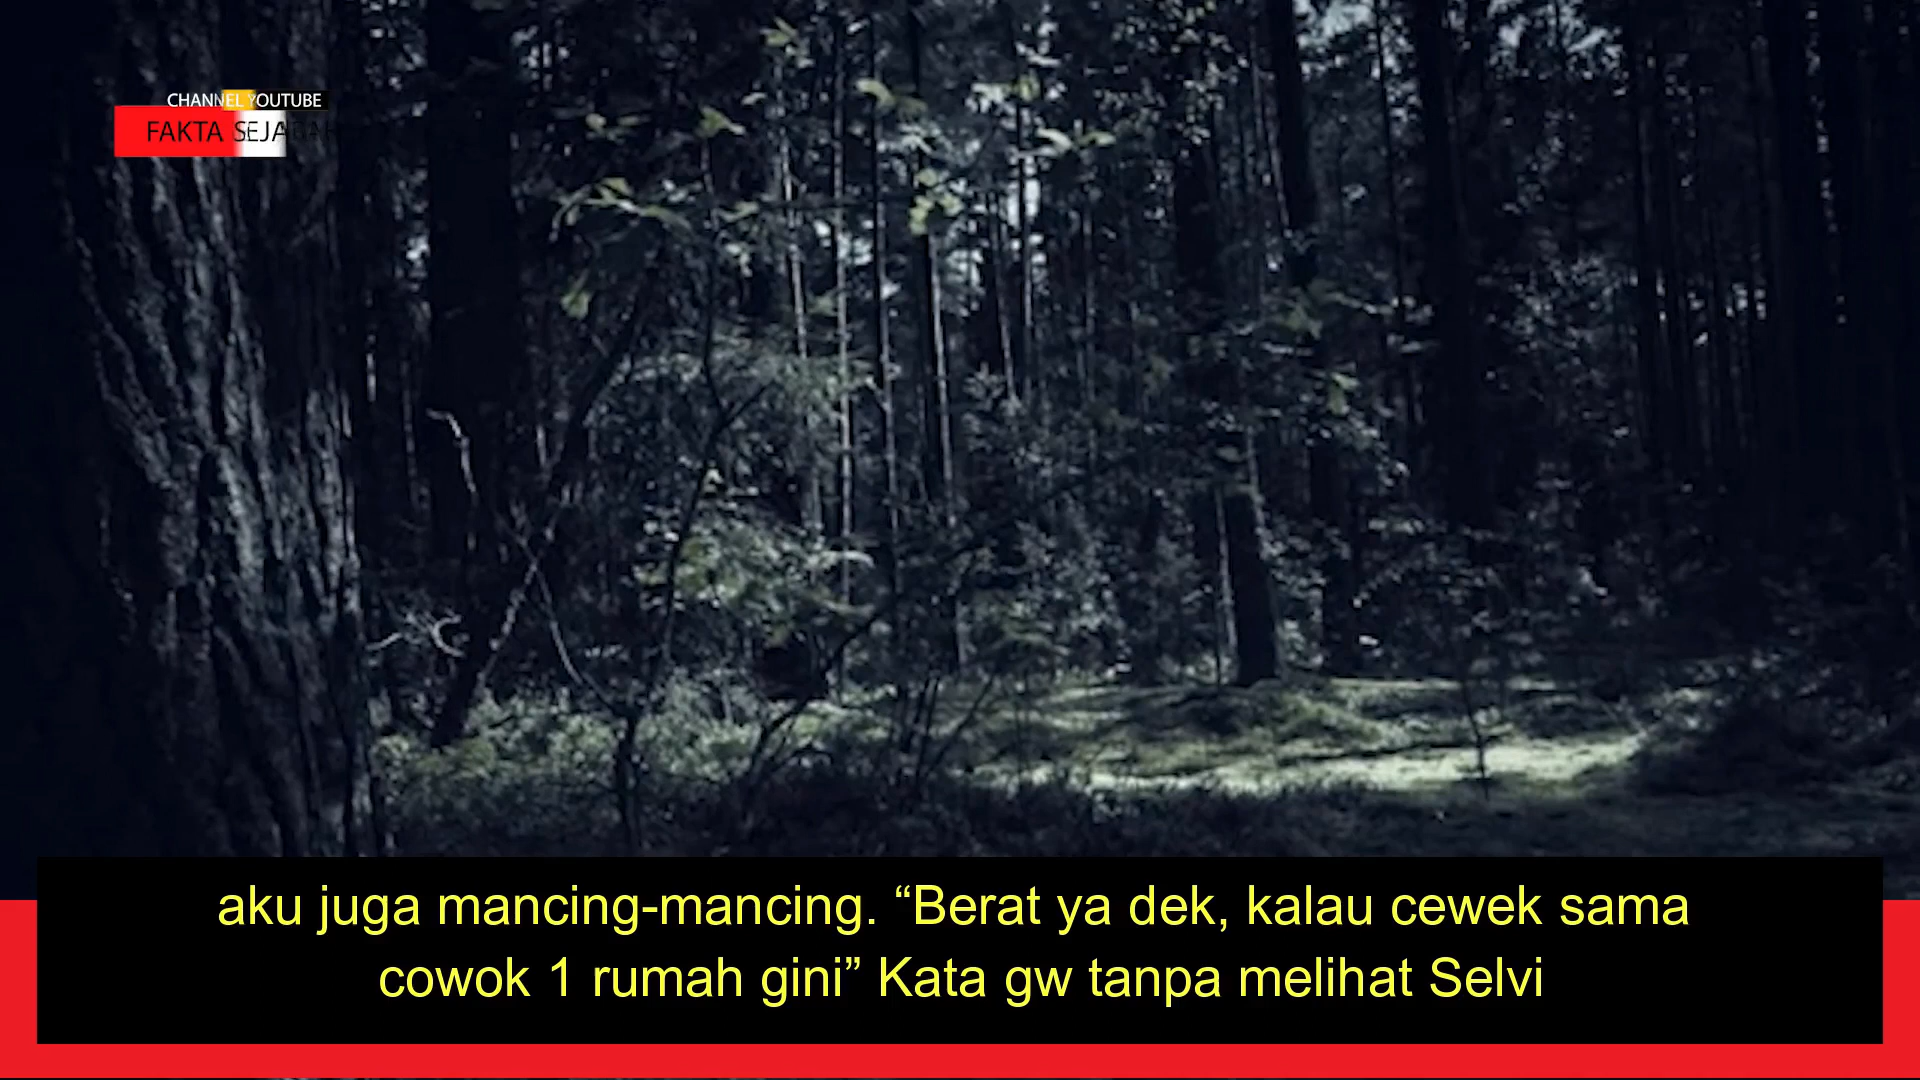 CHANNEL YOUTUBE
FAKTA SEJARAH
aku juga mancing-mancing. “Berat ya dek, kalau cewek sama
cowok 1 rumah gini” Kata gw tanpa melihat Selvi